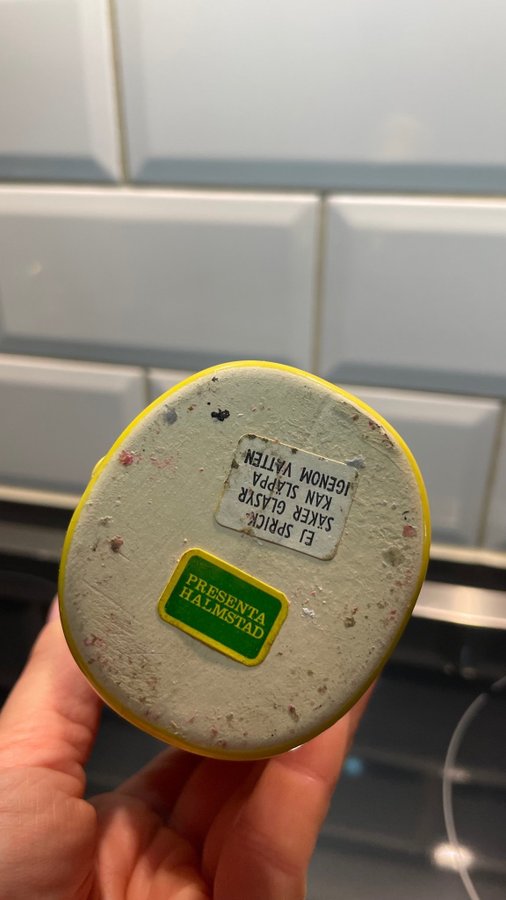 EJ SPRICK-
SÄKER GLASYR
KAN SLÄPPA
IGENOM VATTEN
PRESENTA
HALMSTAD